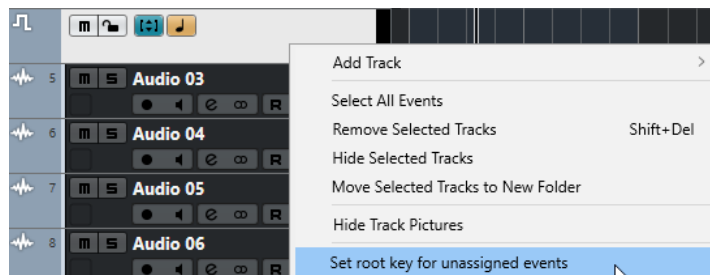 m
5 m S Audio 03
e R
6 m S Audio 04
e R
7 m S Audio 05
e R
8 m S Audio 06
e R
Add Track
Select All Events
Remove Selected Tracks Shift+Del
Hide Selected Tracks
Move Selected Tracks to New Folder
Hide Track Pictures
Set root key for unassigned events